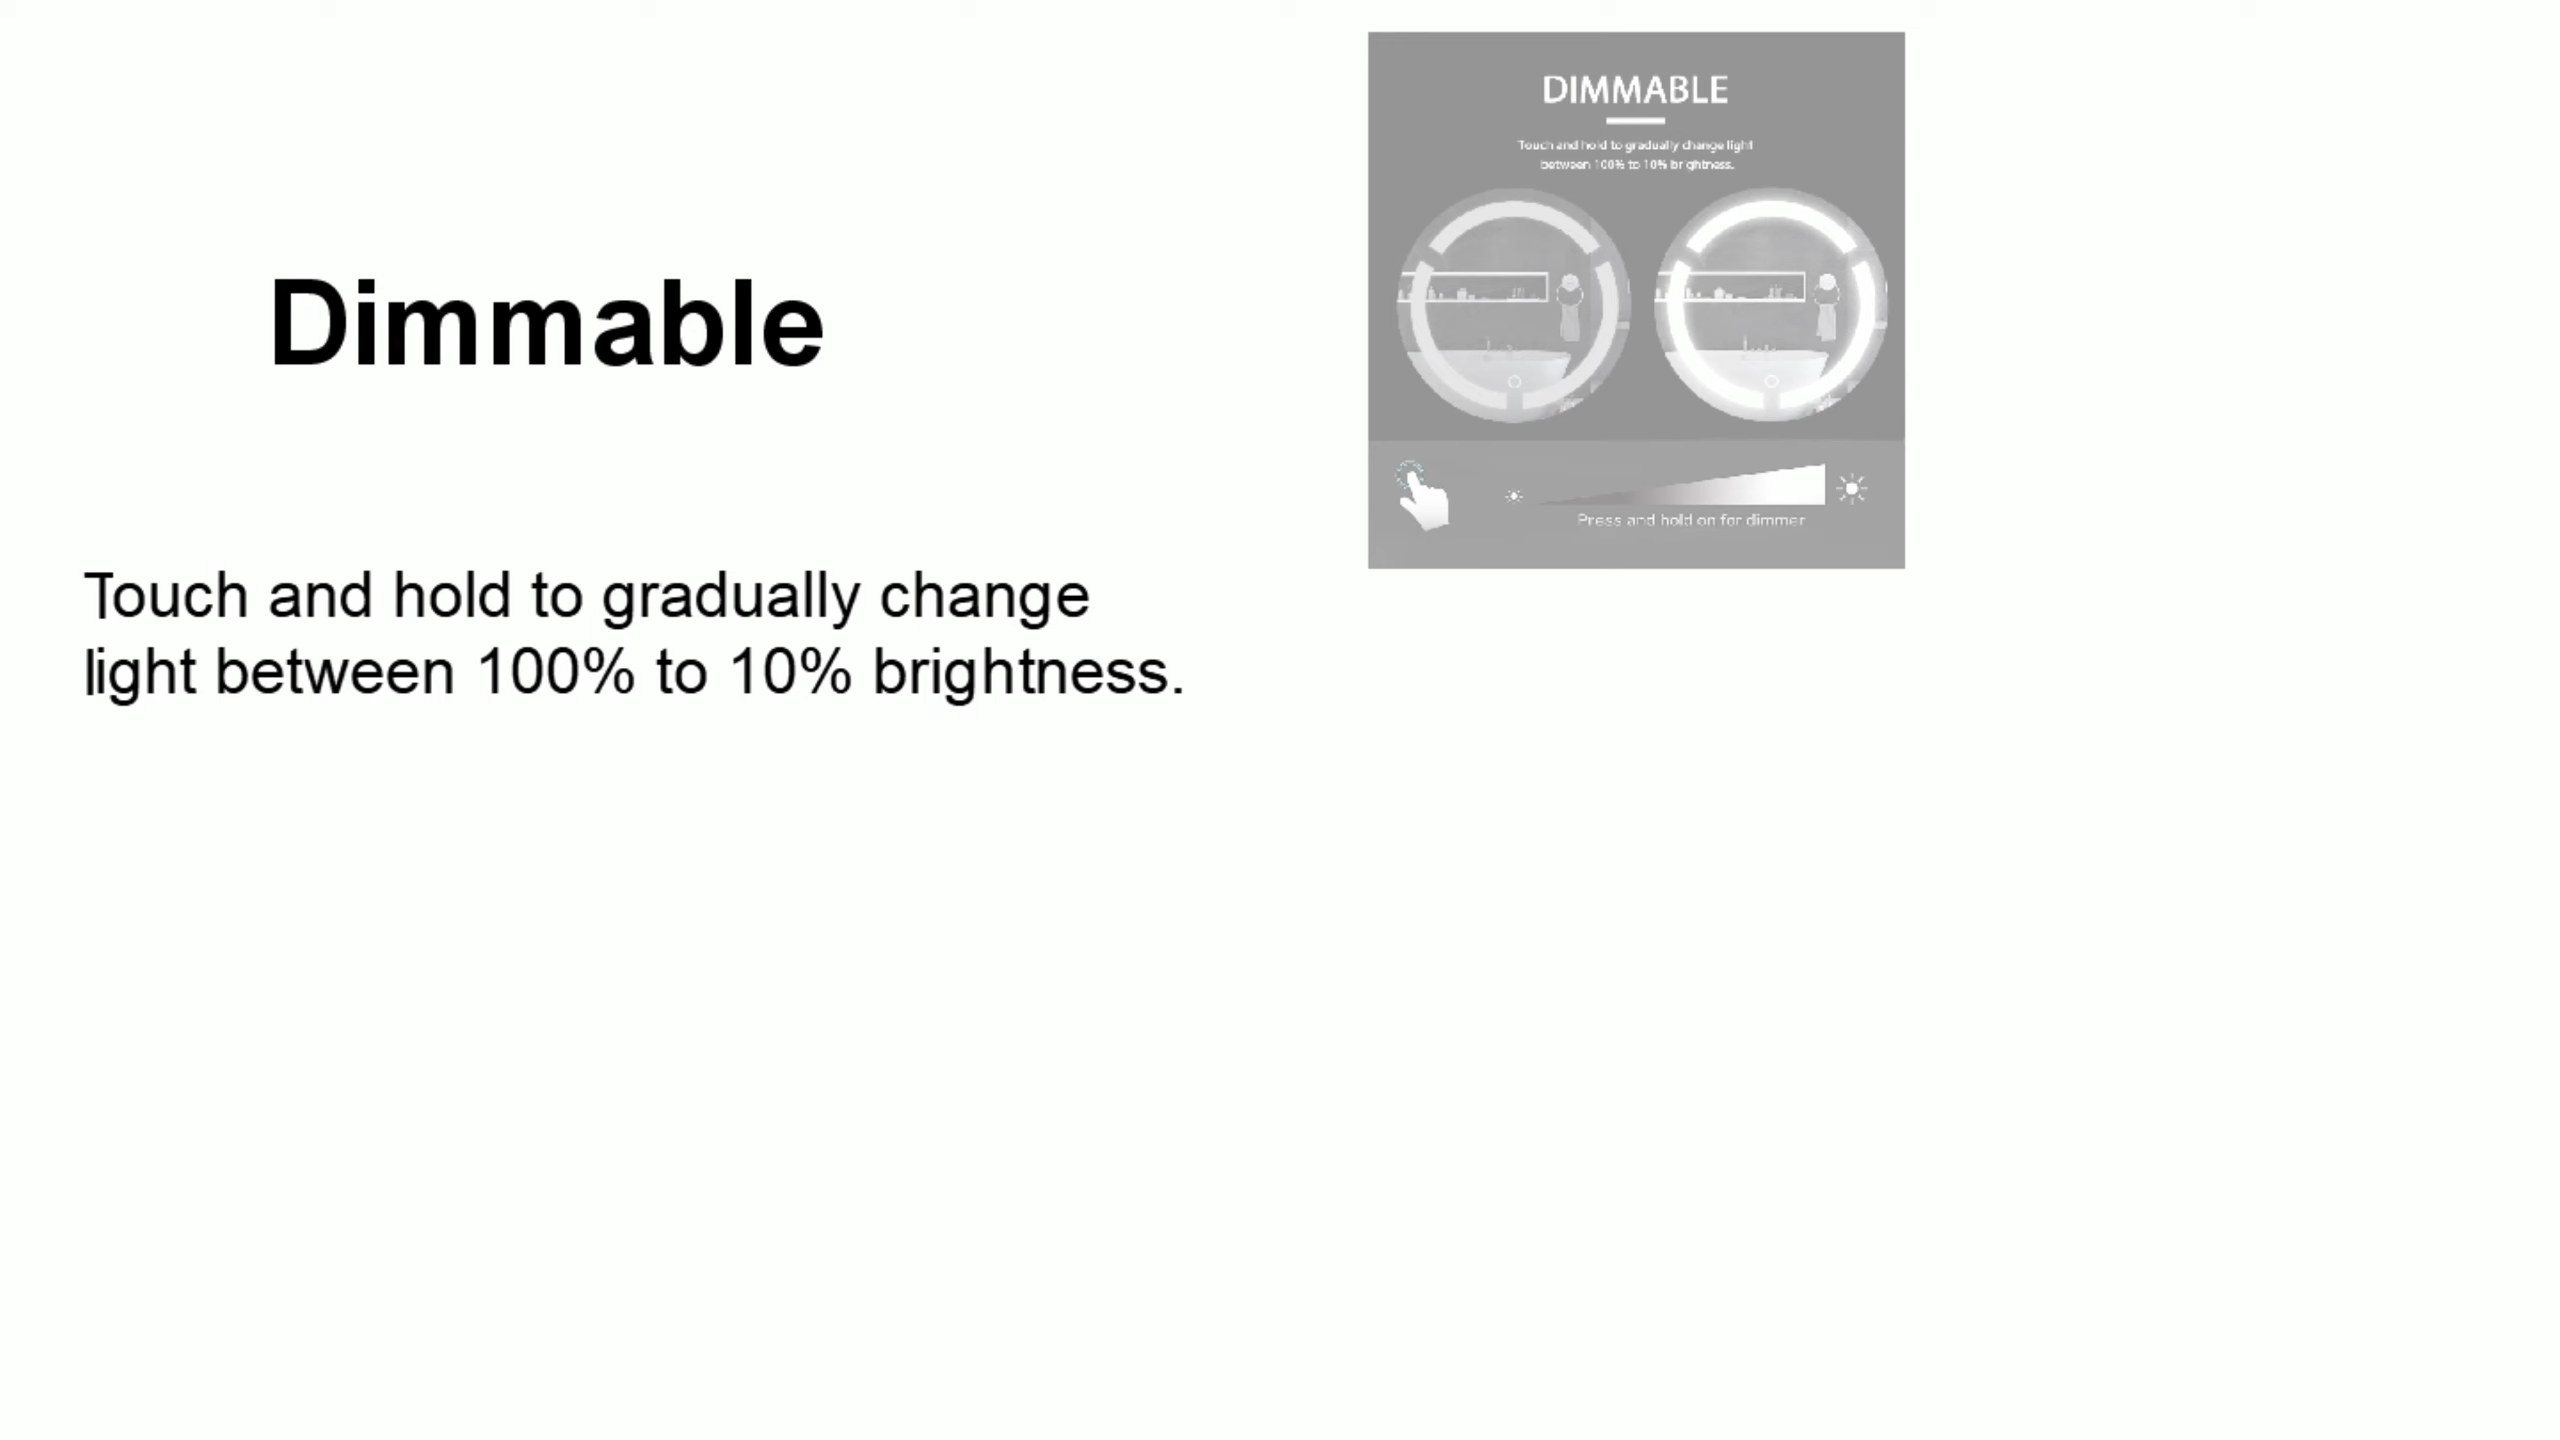 Dimmable
Touch and hold to gradually change
light between 100% to 10% brightness.
DIMMABLE
Touch and hold to gradually change light
between 100% to 10% brightness.
Press and hold on for dimmer